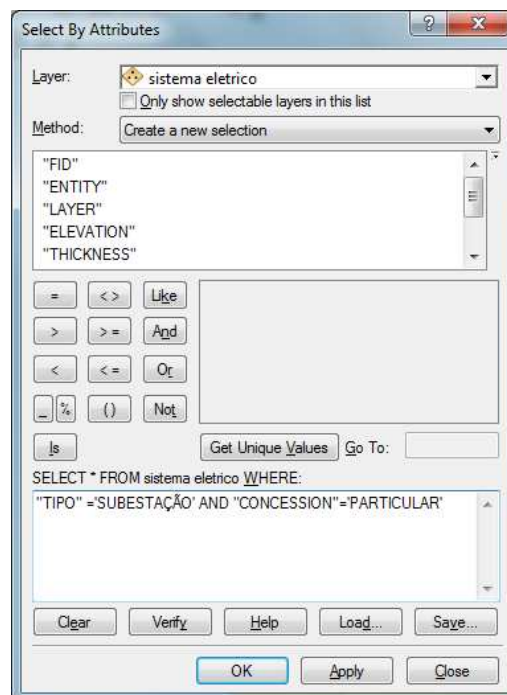 Select By Attributes
Layer: sistema eletrico
Only show selectable layers in this list
Method: Create a new selection
"FID"
"ENTITY"
"LAYER"
"ELEVATION"
"THICKNESS"
= < > Like
> > = And
< < = Or
_ % () Not
Is Get Unique Values Go To:
SELECT * FROM sistema eletrico WHERE:
"TIPO" ='SUBESTAÇÃO' AND "CONCESSION"='PARTICULAR'
Clear Verify Help Load... Save...
OK Apply Close